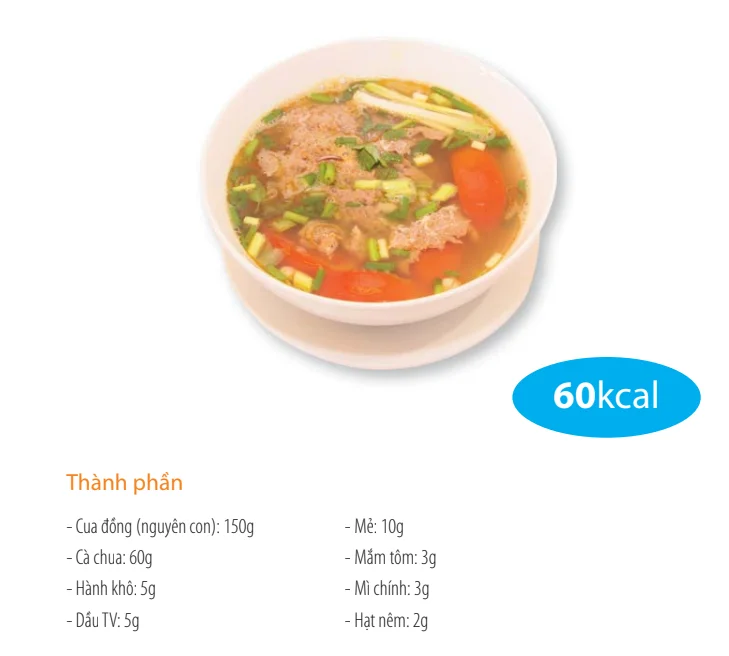 60kcal
Thành phần
- Cua đồng (nguyên con): 150g
- Cà chua: 60g
- Hành khô: 5g
- Dầu TV: 5g
- Mẻ: 10g
- Mắm tôm: 3g
- Mì chính: 3g
- Hạt nêm: 2g